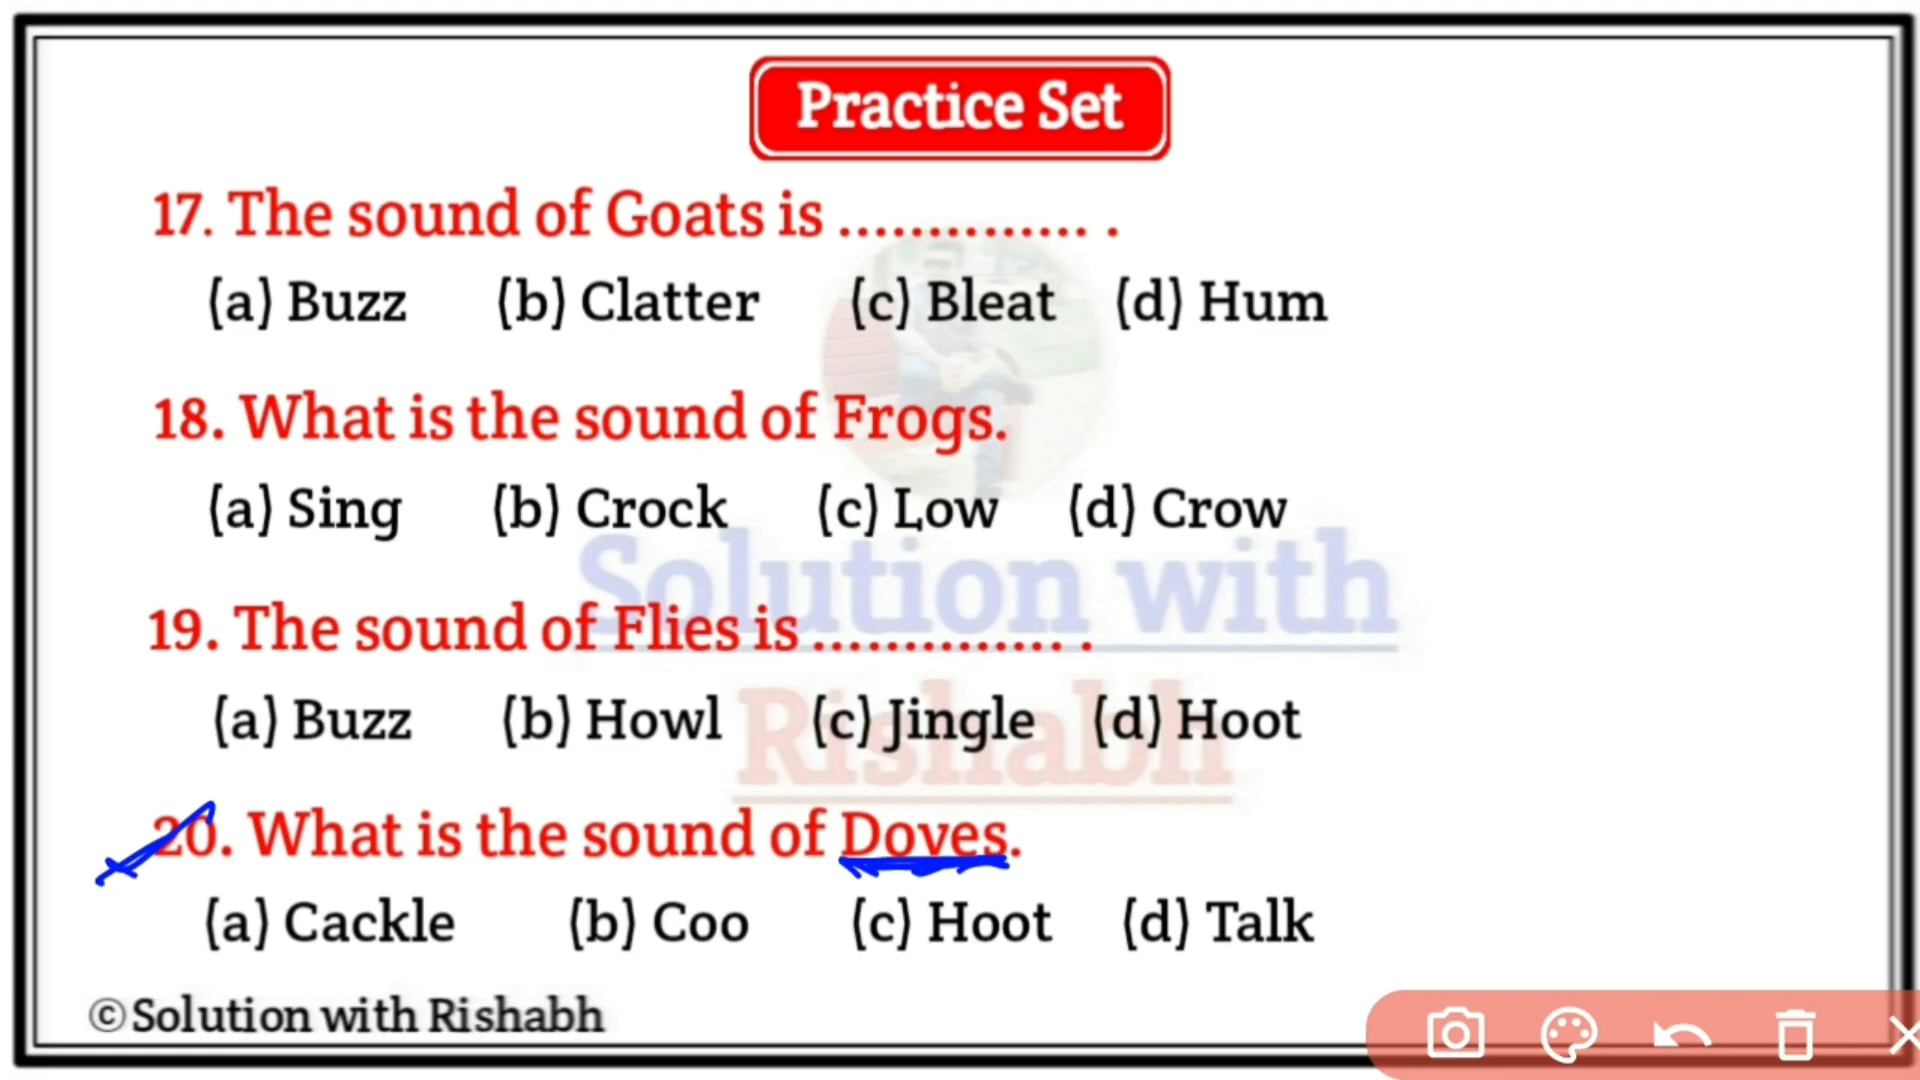 Practice Set
17. The sound of Goats is .............. .
(a) Buzz (b) Clatter (c) Bleat (d) Hum
18. What is the sound of Frogs.
(a) Sing (b) Crock (c) Low (d) Crow
Solution with
19. The sound of Flies is .............. .
(a) Buzz (b) Howl (c) Jingle (d) Hoot
Rishabh
20. What is the sound of Doves.
(a) Cackle (b) Coo (c) Hoot (d) Talk
©Solution with Rishabh